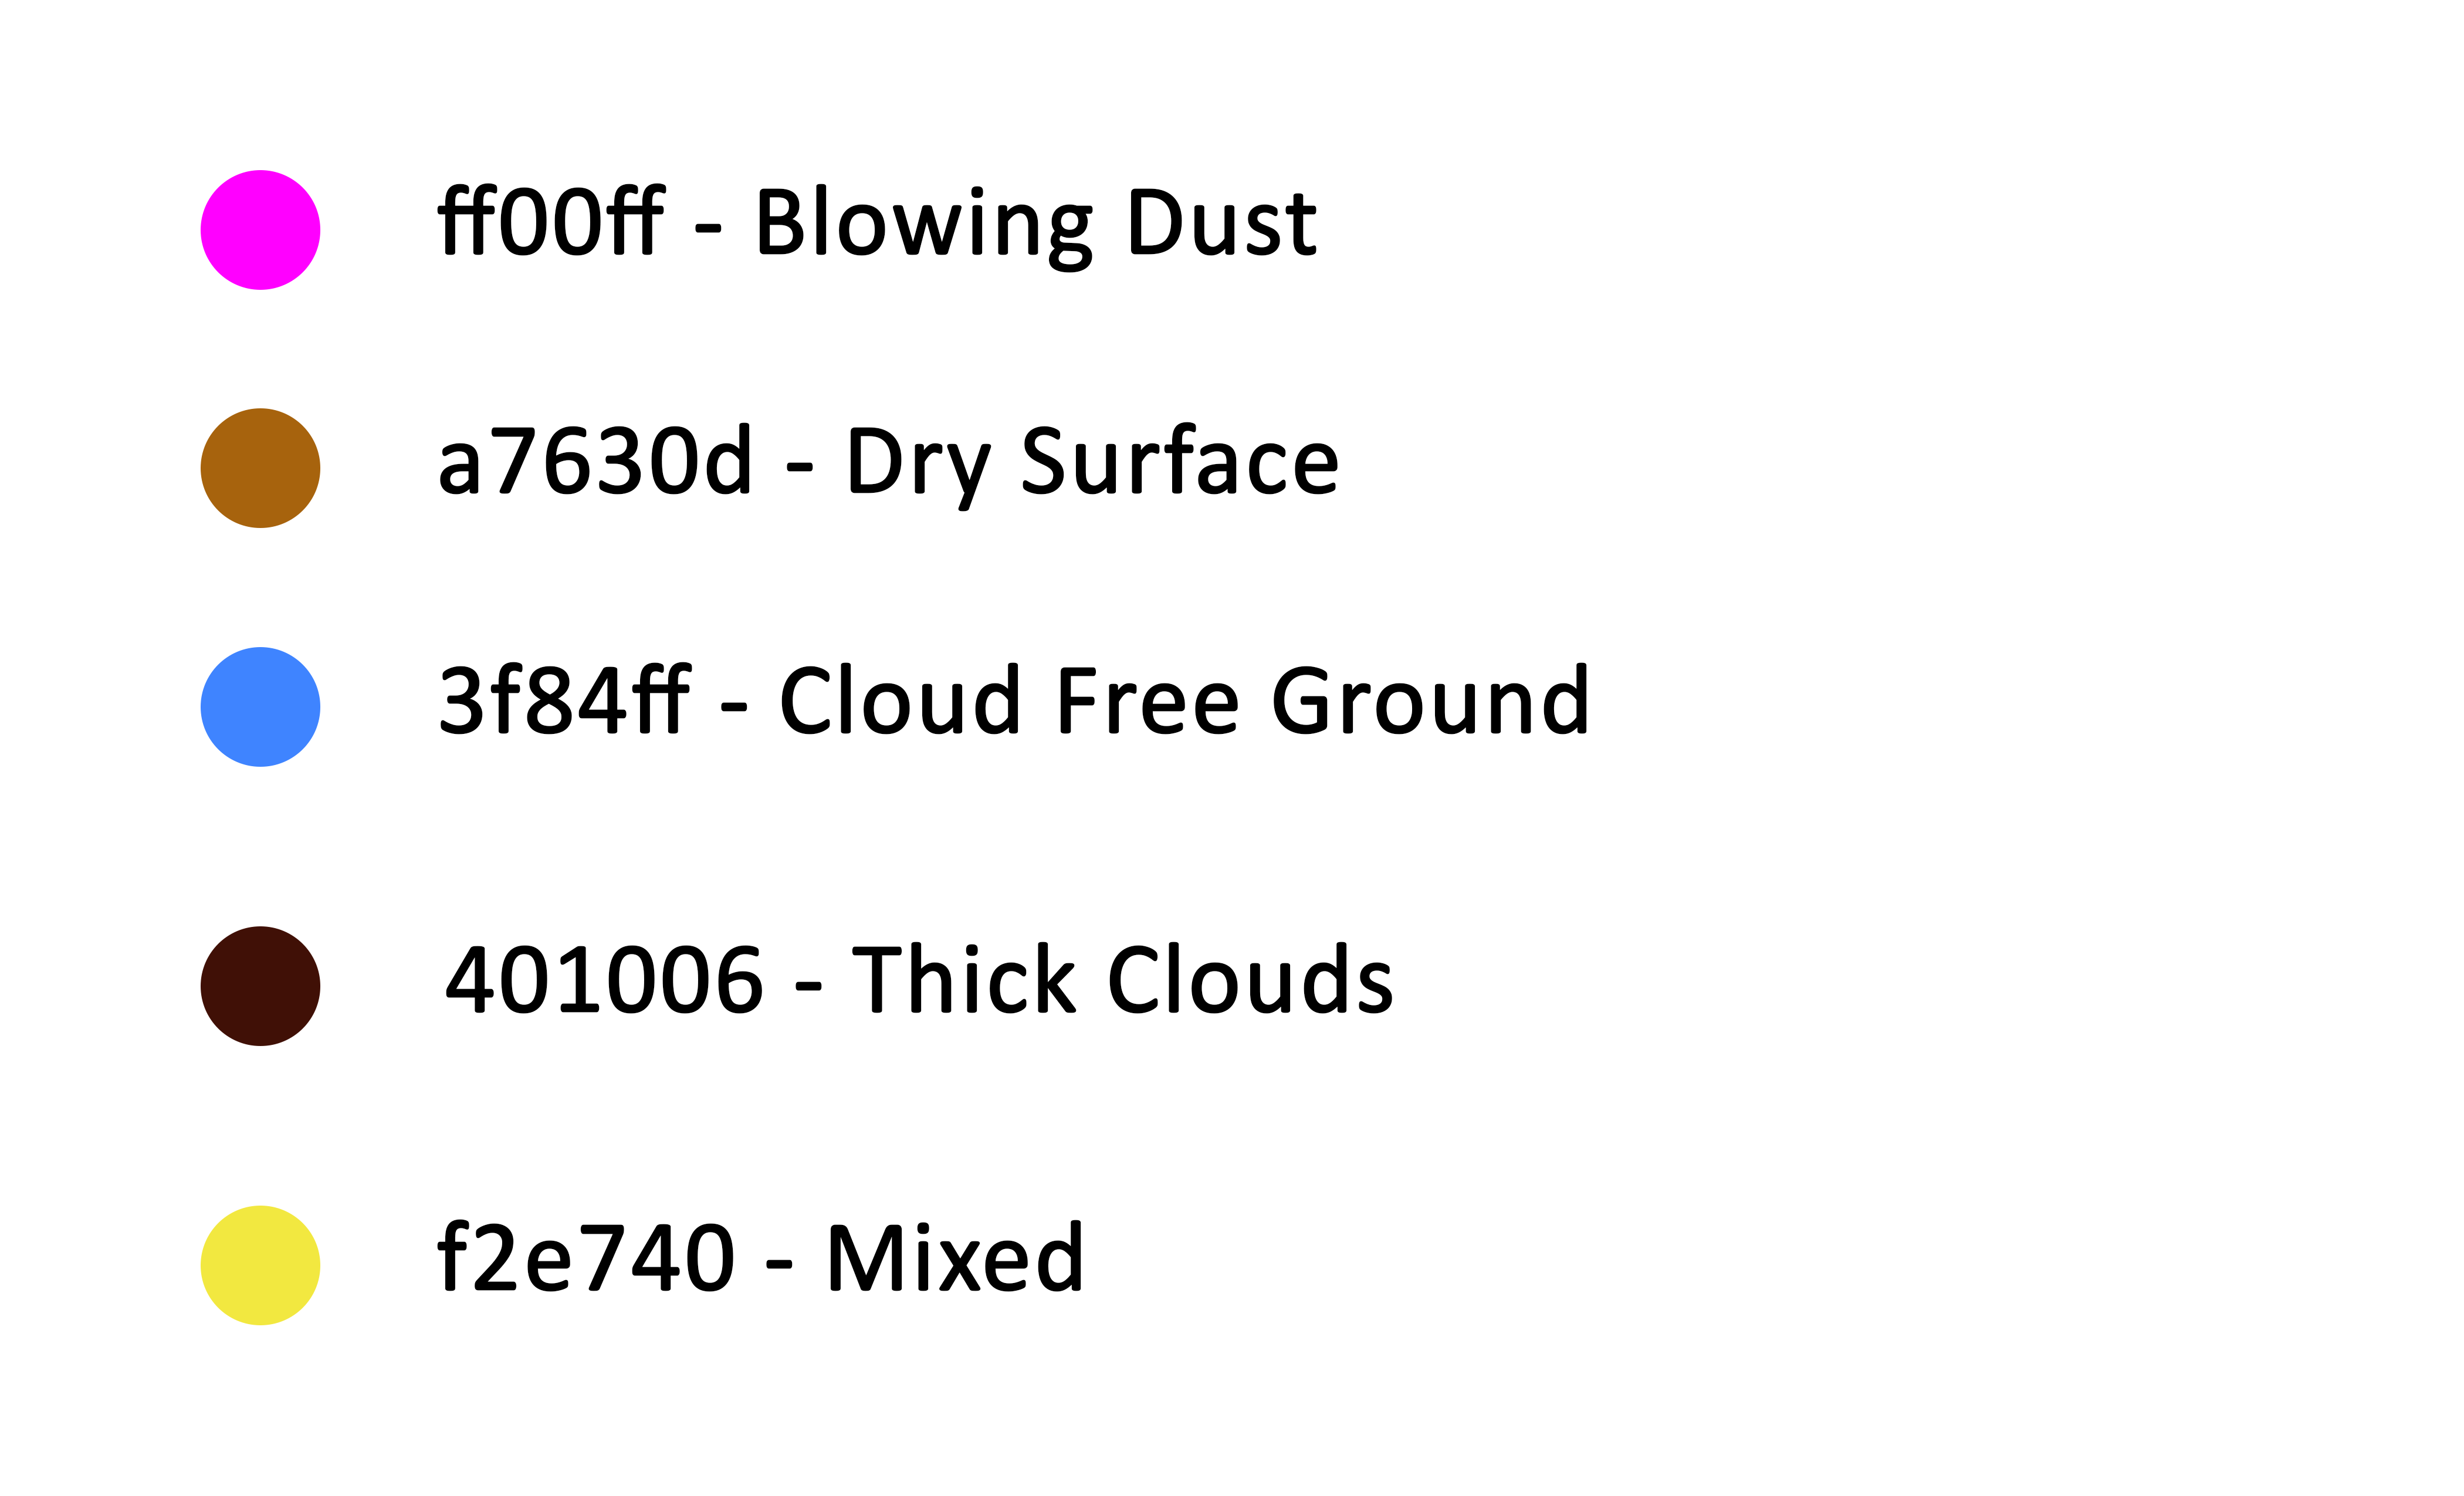 ff00ff - Blowing Dust
a7630d - Dry Surface
3f84ff - Cloud Free Ground
401006 - Thick Clouds
f2e740 - Mixed